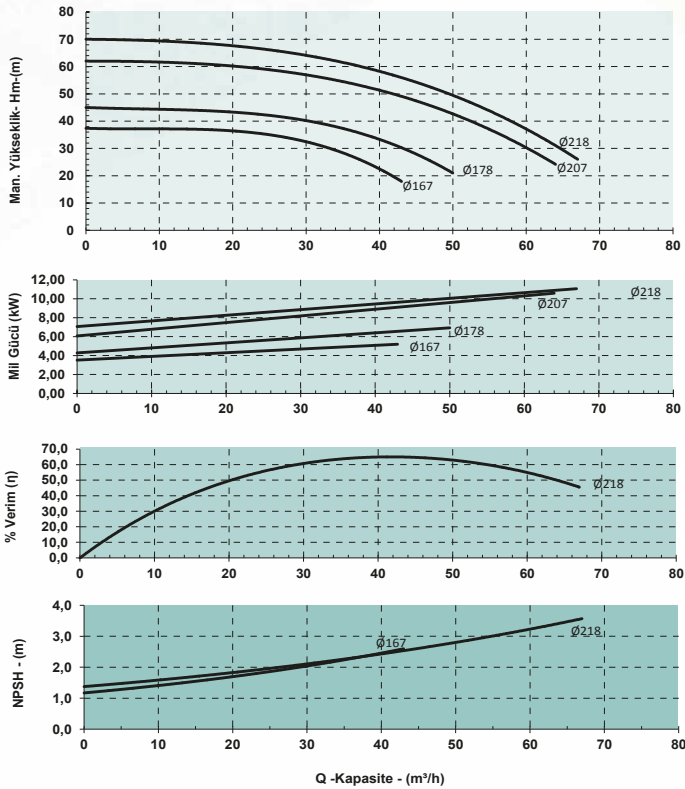 Man. Yükseklik- Hm-(m)
80
70
60
50
40
30
20
10
0
Ø218
Ø207
Ø178
Ø167
0 10 20 30 40 50 60 70 80
Mil Gücü (kW)
12,00
10,00
8,00
6,00
4,00
2,00
0,00
Ø218
Ø207
Ø178
Ø167
0 10 20 30 40 50 60 70 80
% Verim (η)
70,0
60,0
50,0
40,0
30,0
20,0
10,0
0,0
Ø218
0 10 20 30 40 50 60 70 80
NPSH - (m)
4,0
3,0
2,0
1,0
0,0
Ø167
Ø218
0 10 20 30 40 50 60 70 80
Q -Kapasite - (m³/h)